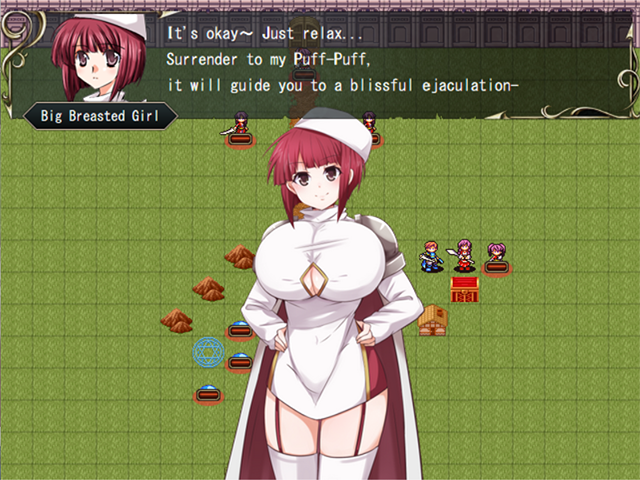 It's okay～ Just relax...
Surrender to my Puff-Puff,
it will guide you to a blissful ejaculation-
Big Breasted Girl